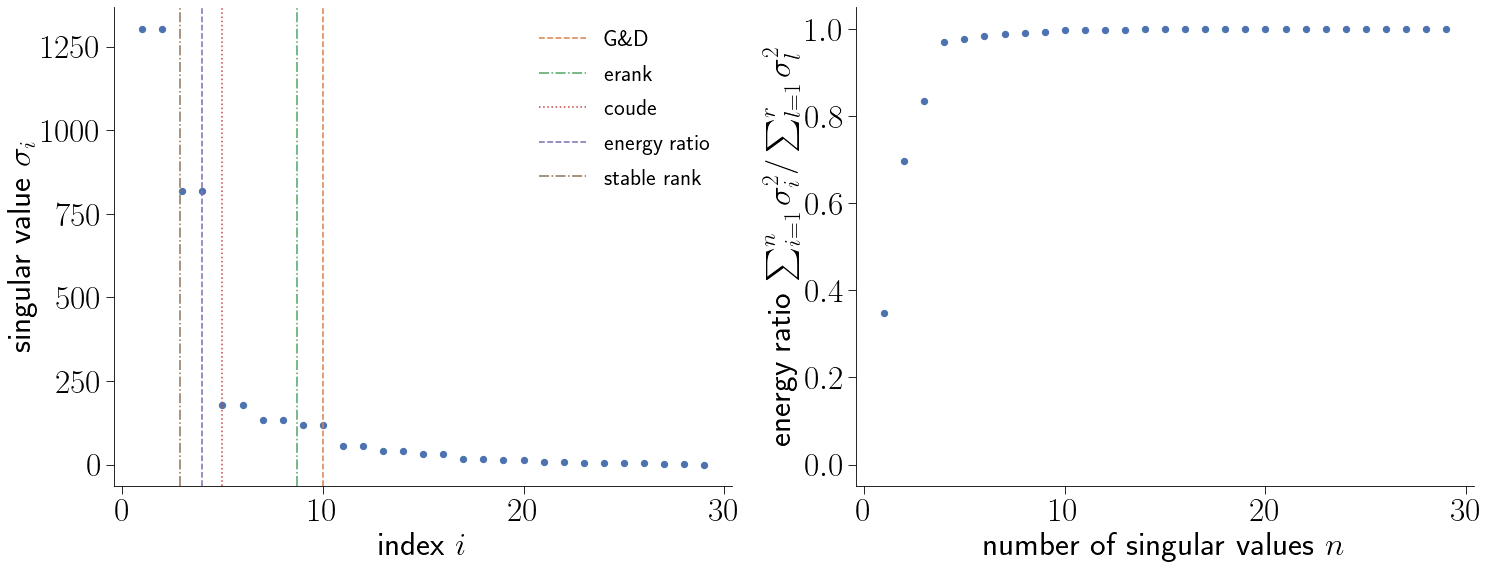 singular value σ_i
1250
1000
750
500
250
0
0
10
20
30
index i
G&D
erank
coude
energy ratio
stable rank
energy ratio ∑_{i=1}^{n} σ_i^2 / ∑_{l=1}^{r} σ_l^2
1.0
0.8
0.6
0.4
0.2
0.0
0
10
20
30
number of singular values n